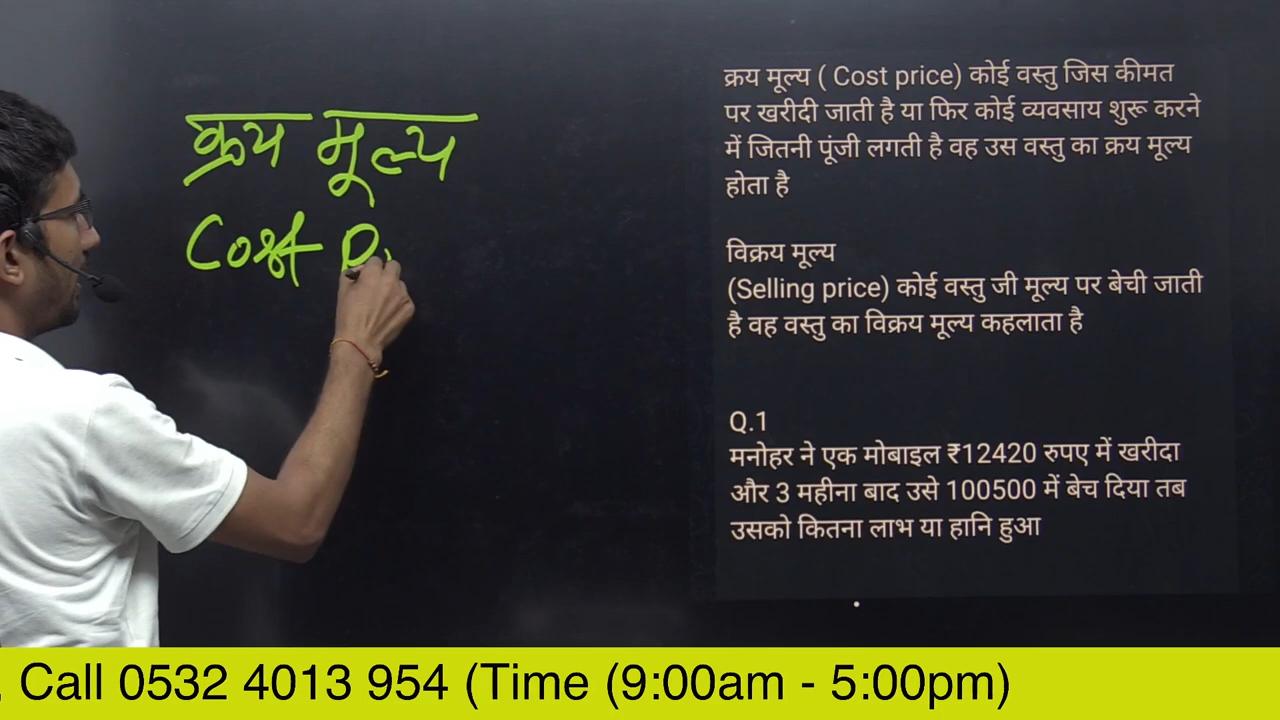 क्रय मूल्य
Cost
क्रय मूल्य ( Cost price) कोई वस्तु जिस कीमत
पर खरीदी जाती है या फिर कोई व्यवसाय शुरू करने
में जितनी पूंजी लगती है वह उस वस्तु का क्रय मूल्य
होता है
विक्रय मूल्य
(Selling price) कोई वस्तु जी मूल्य पर बेची जाती
है वह वस्तु का विक्रय मूल्य कहलाता है
Q.1
मनोहर ने एक मोबाइल ₹12420 रुपए में खरीदा
और 3 महीना बाद उसे 100500 में बेच दिया तब
उसको कितना लाभ या हानि हुआ
Call 0532 4013 954 (Time (9:00am - 5:00pm)